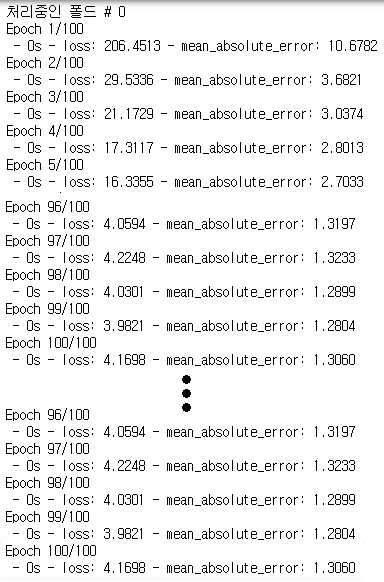 처리중인 폴드 # 0
Epoch 1/100
- 0s - loss: 206.4513 - mean_absolute_error: 10.6782
Epoch 2/100
- 0s - loss: 29.5336 - mean_absolute_error: 3.6821
Epoch 3/100
- 0s - loss: 21.1729 - mean_absolute_error: 3.0374
Epoch 4/100
- 0s - loss: 17.3117 - mean_absolute_error: 2.8013
Epoch 5/100
- 0s - loss: 16.3355 - mean_absolute_error: 2.7033
Epoch 96/100
- 0s - loss: 4.0594 - mean_absolute_error: 1.3197
Epoch 97/100
- 0s - loss: 4.2248 - mean_absolute_error: 1.3233
Epoch 98/100
- 0s - loss: 4.0301 - mean_absolute_error: 1.2899
Epoch 99/100
- 0s - loss: 3.9821 - mean_absolute_error: 1.2804
Epoch 100/100
- 0s - loss: 4.1698 - mean_absolute_error: 1.3060
Epoch 96/100
- 0s - loss: 4.0594 - mean_absolute_error: 1.3197
Epoch 97/100
- 0s - loss: 4.2248 - mean_absolute_error: 1.3233
Epoch 98/100
- 0s - loss: 4.0301 - mean_absolute_error: 1.2899
Epoch 99/100
- 0s - loss: 3.9821 - mean_absolute_error: 1.2804
Epoch 100/100
- 0s - loss: 4.1698 - mean_absolute_error: 1.3060